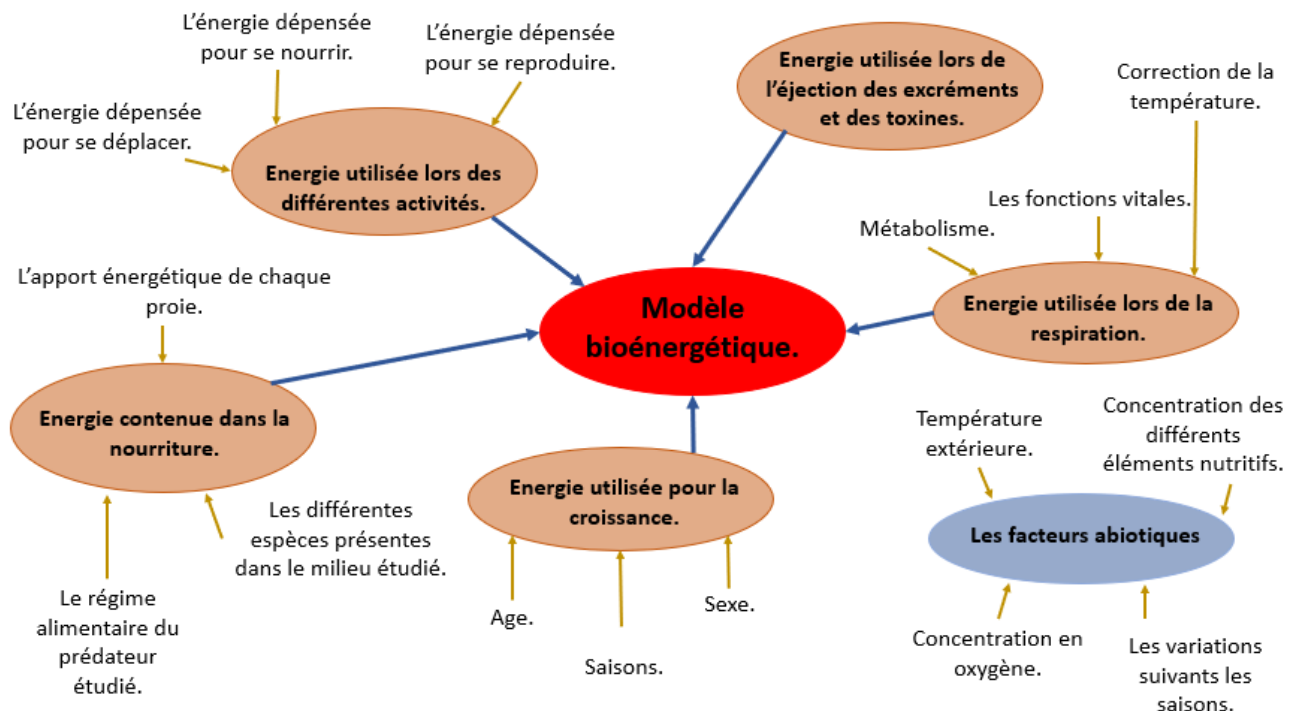 L’énergie dépensée
pour se nourrir.
L’énergie dépensée
pour se reproduire.
L’énergie dépensée
pour se déplacer.
Energie utilisée lors des
différentes activités.
Energie utilisée lors de
l’éjection des excréments
et des toxines.
Correction de la
température.
Les fonctions vitales.
Métabolisme.
Energie utilisée lors de la
respiration.
Modèle
bioénergétique.
L’apport énergétique de chaque
proie.
Energie contenue dans la
nourriture.
Les différentes
espèces présentes
dans le milieu étudié.
Le régime
alimentaire du
prédateur
étudié.
Energie utilisée pour la
croissance.
Age.
Saisons.
Sexe.
Température
extérieure.
Concentration des
différents
éléments nutritifs.
Les facteurs abiotiques
Concentration en
oxygène.
Les variations
suivants les
saisons.